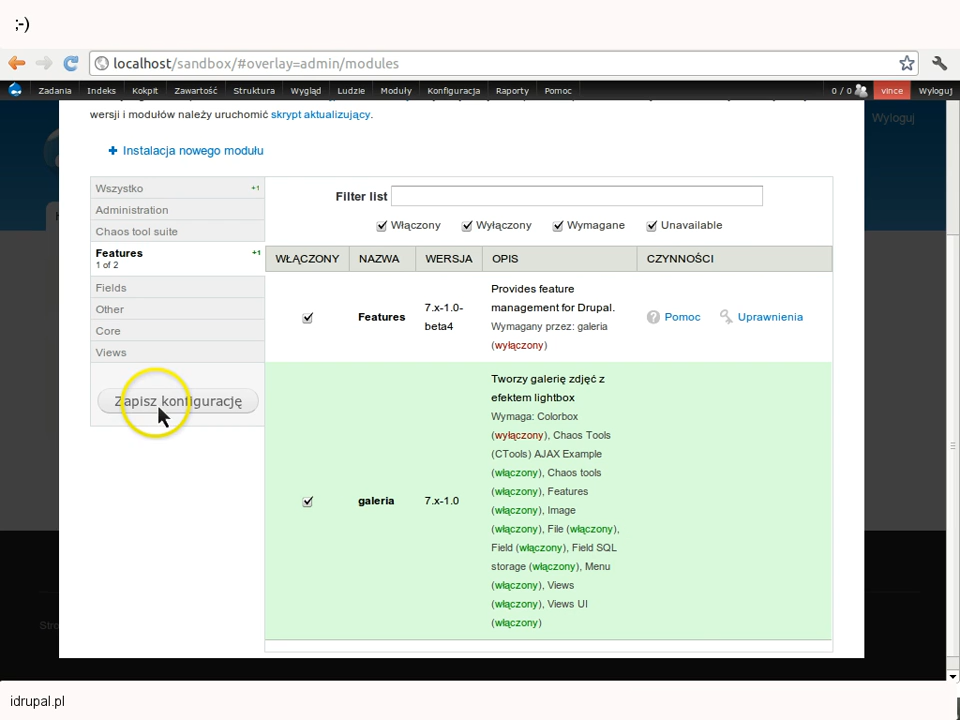 ;-)
localhost/sandbox/#overlay=admin/modules
Zadania Indeks Kokpit Zawartość Struktura Wygląd Ludzie Moduły Konfiguracja Raporty Pomoc 0 / 0 vince Wyloguj
wersji i modułów należy uruchomić skrypt aktualizujący.
Wyloguj
Instalacja nowego modułu
Wszystko +1
Administration
Chaos tool suite
Features +1
1 of 2
Fields
Other
Core
Views
Zapisz konfigurację
Filter list
Włączony Wyłączony Wymagane Unavailable
WŁĄCZONY NAZWA WERSJA OPIS CZYNNOŚCI
Features
7.x-1.0-
beta4
Provides feature
management for Drupal.
Wymagany przez: galeria
(wyłączony)
Pomoc Uprawnienia
galeria
7.x-1.0
Tworzy galerię zdjęć z
efektem lightbox
Wymaga: Colorbox
(wyłączony), Chaos Tools
(CTools) AJAX Example
(włączony), Chaos tools
(włączony), Features
(włączony), Image
(włączony), File (włączony),
Field (włączony), Field SQL
storage (włączony), Menu
(włączony), Views
(włączony), Views UI
(włączony)
idrupal.pl